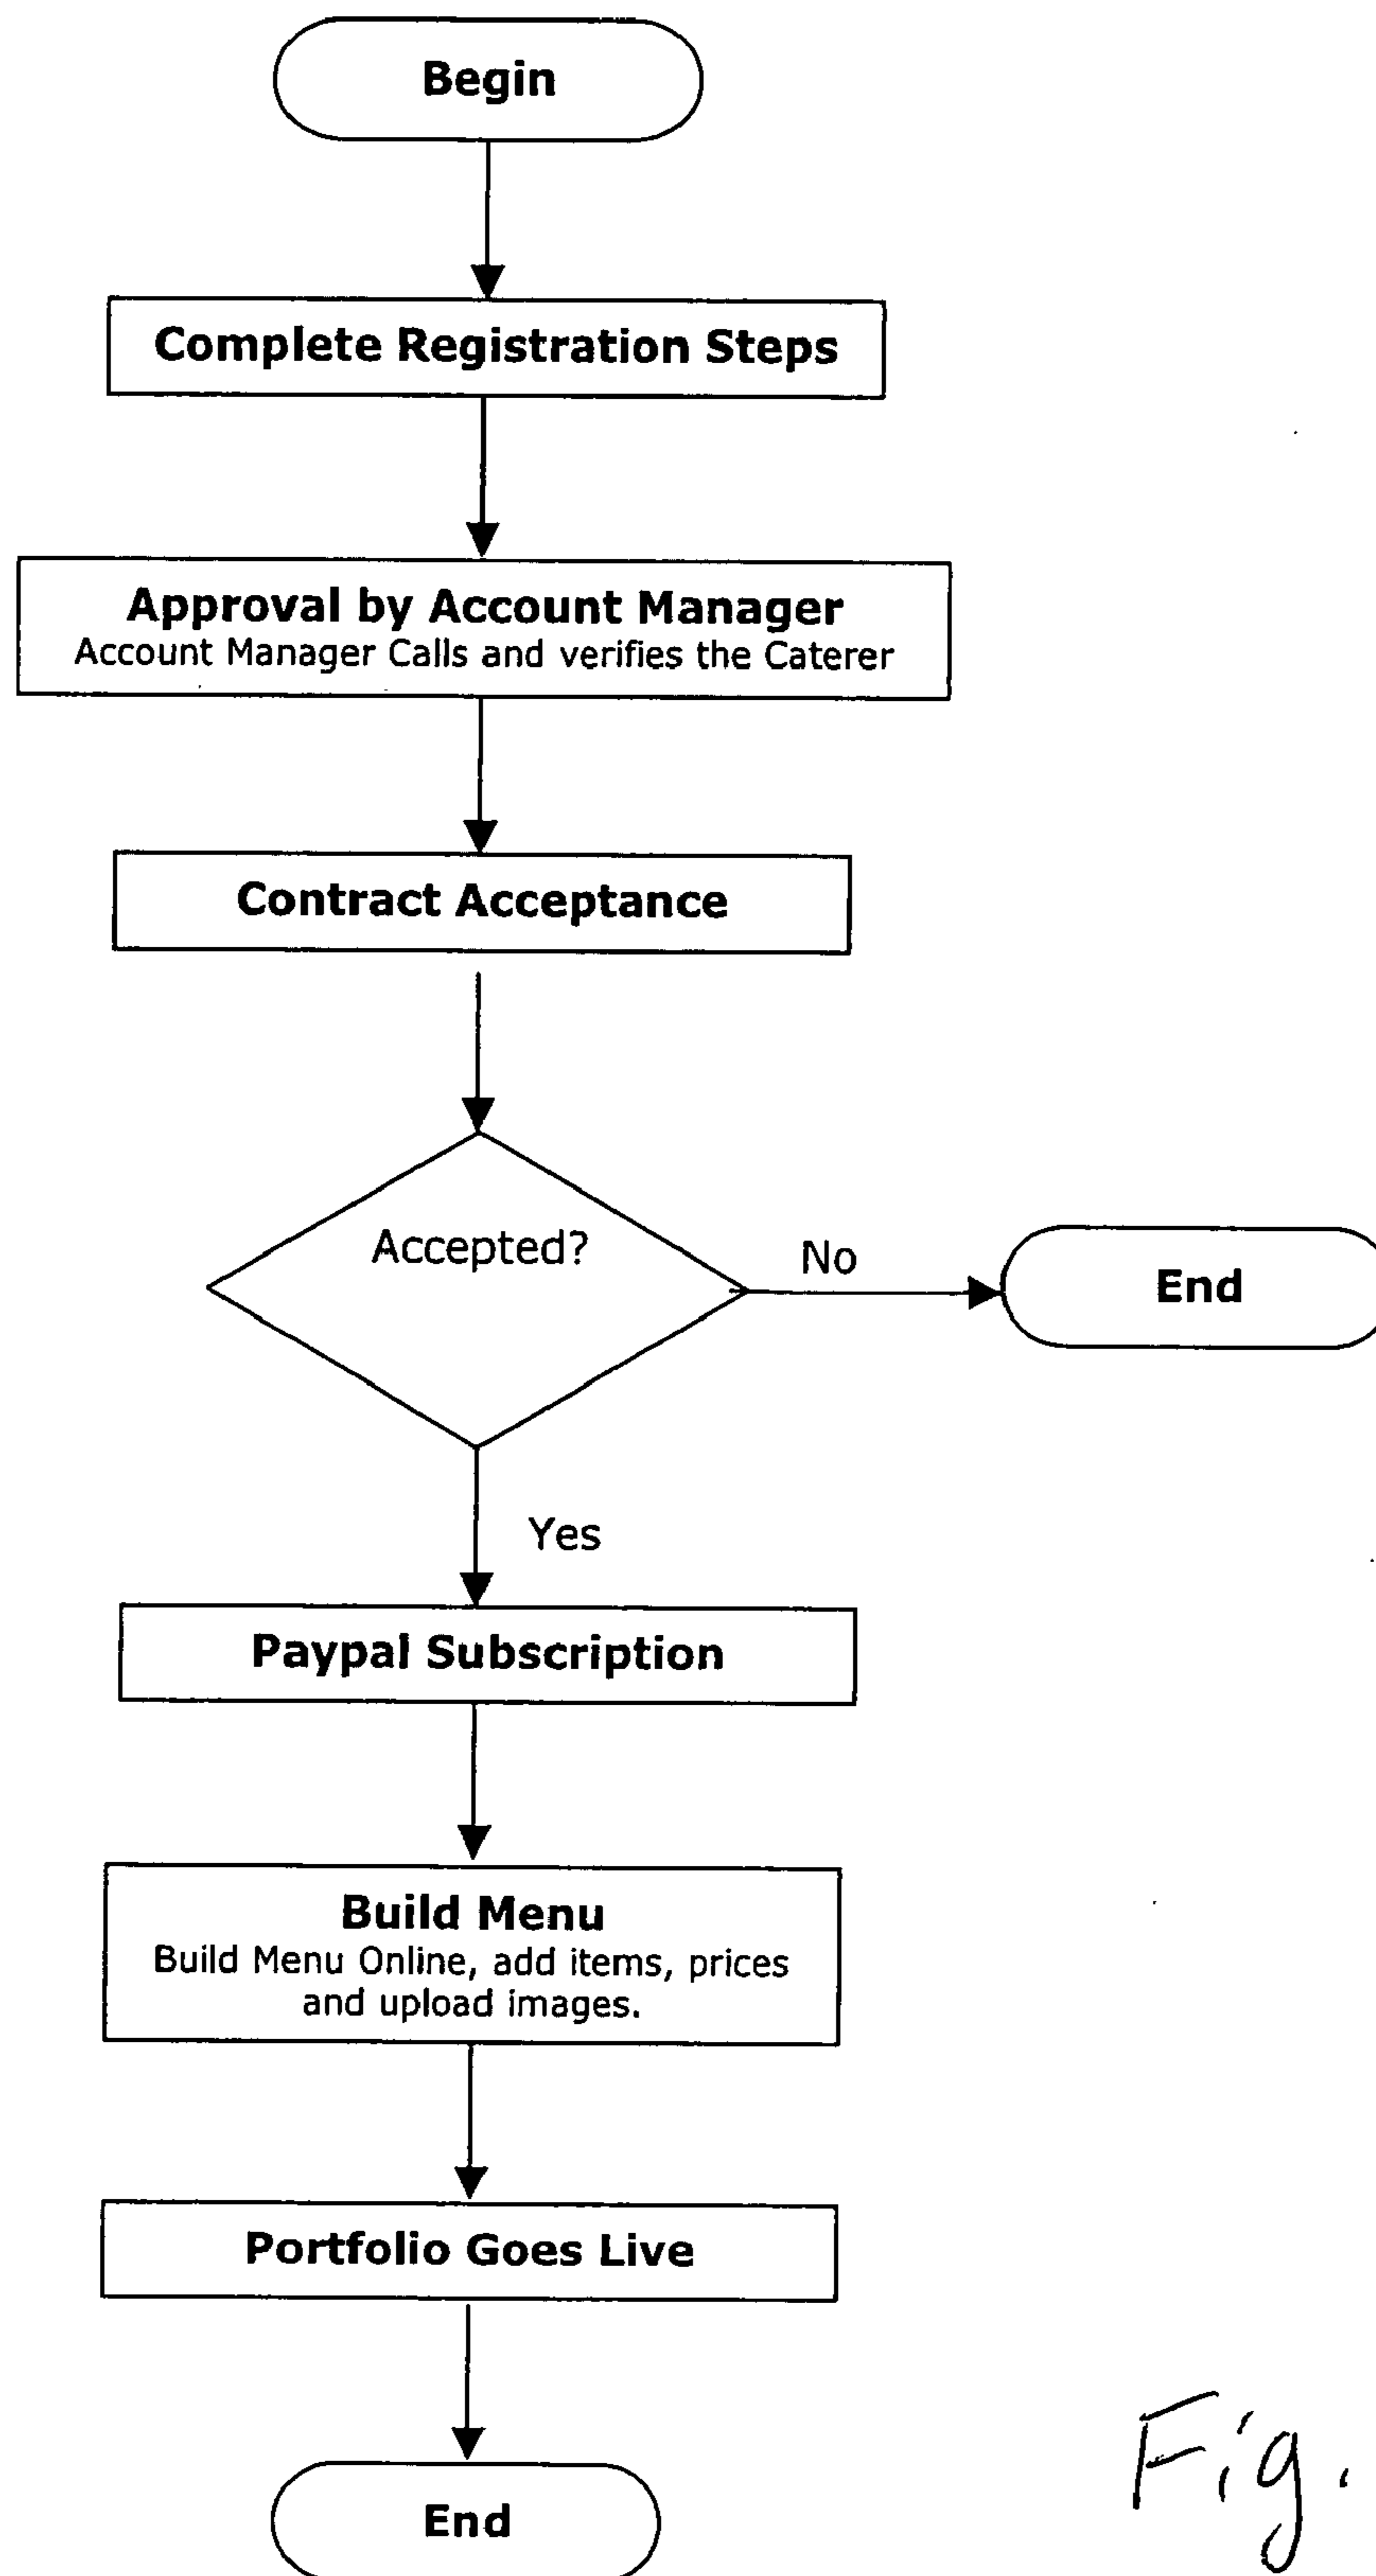 Begin
Complete Registration Steps
Approval by Account Manager
Account Manager Calls and verifies the Caterer
Contract Acceptance
Accepted?
No
End
Yes
Paypal Subscription
Build Menu
Build Menu Online, add items, prices
and upload images.
Portfolio Goes Live
End
Fig.